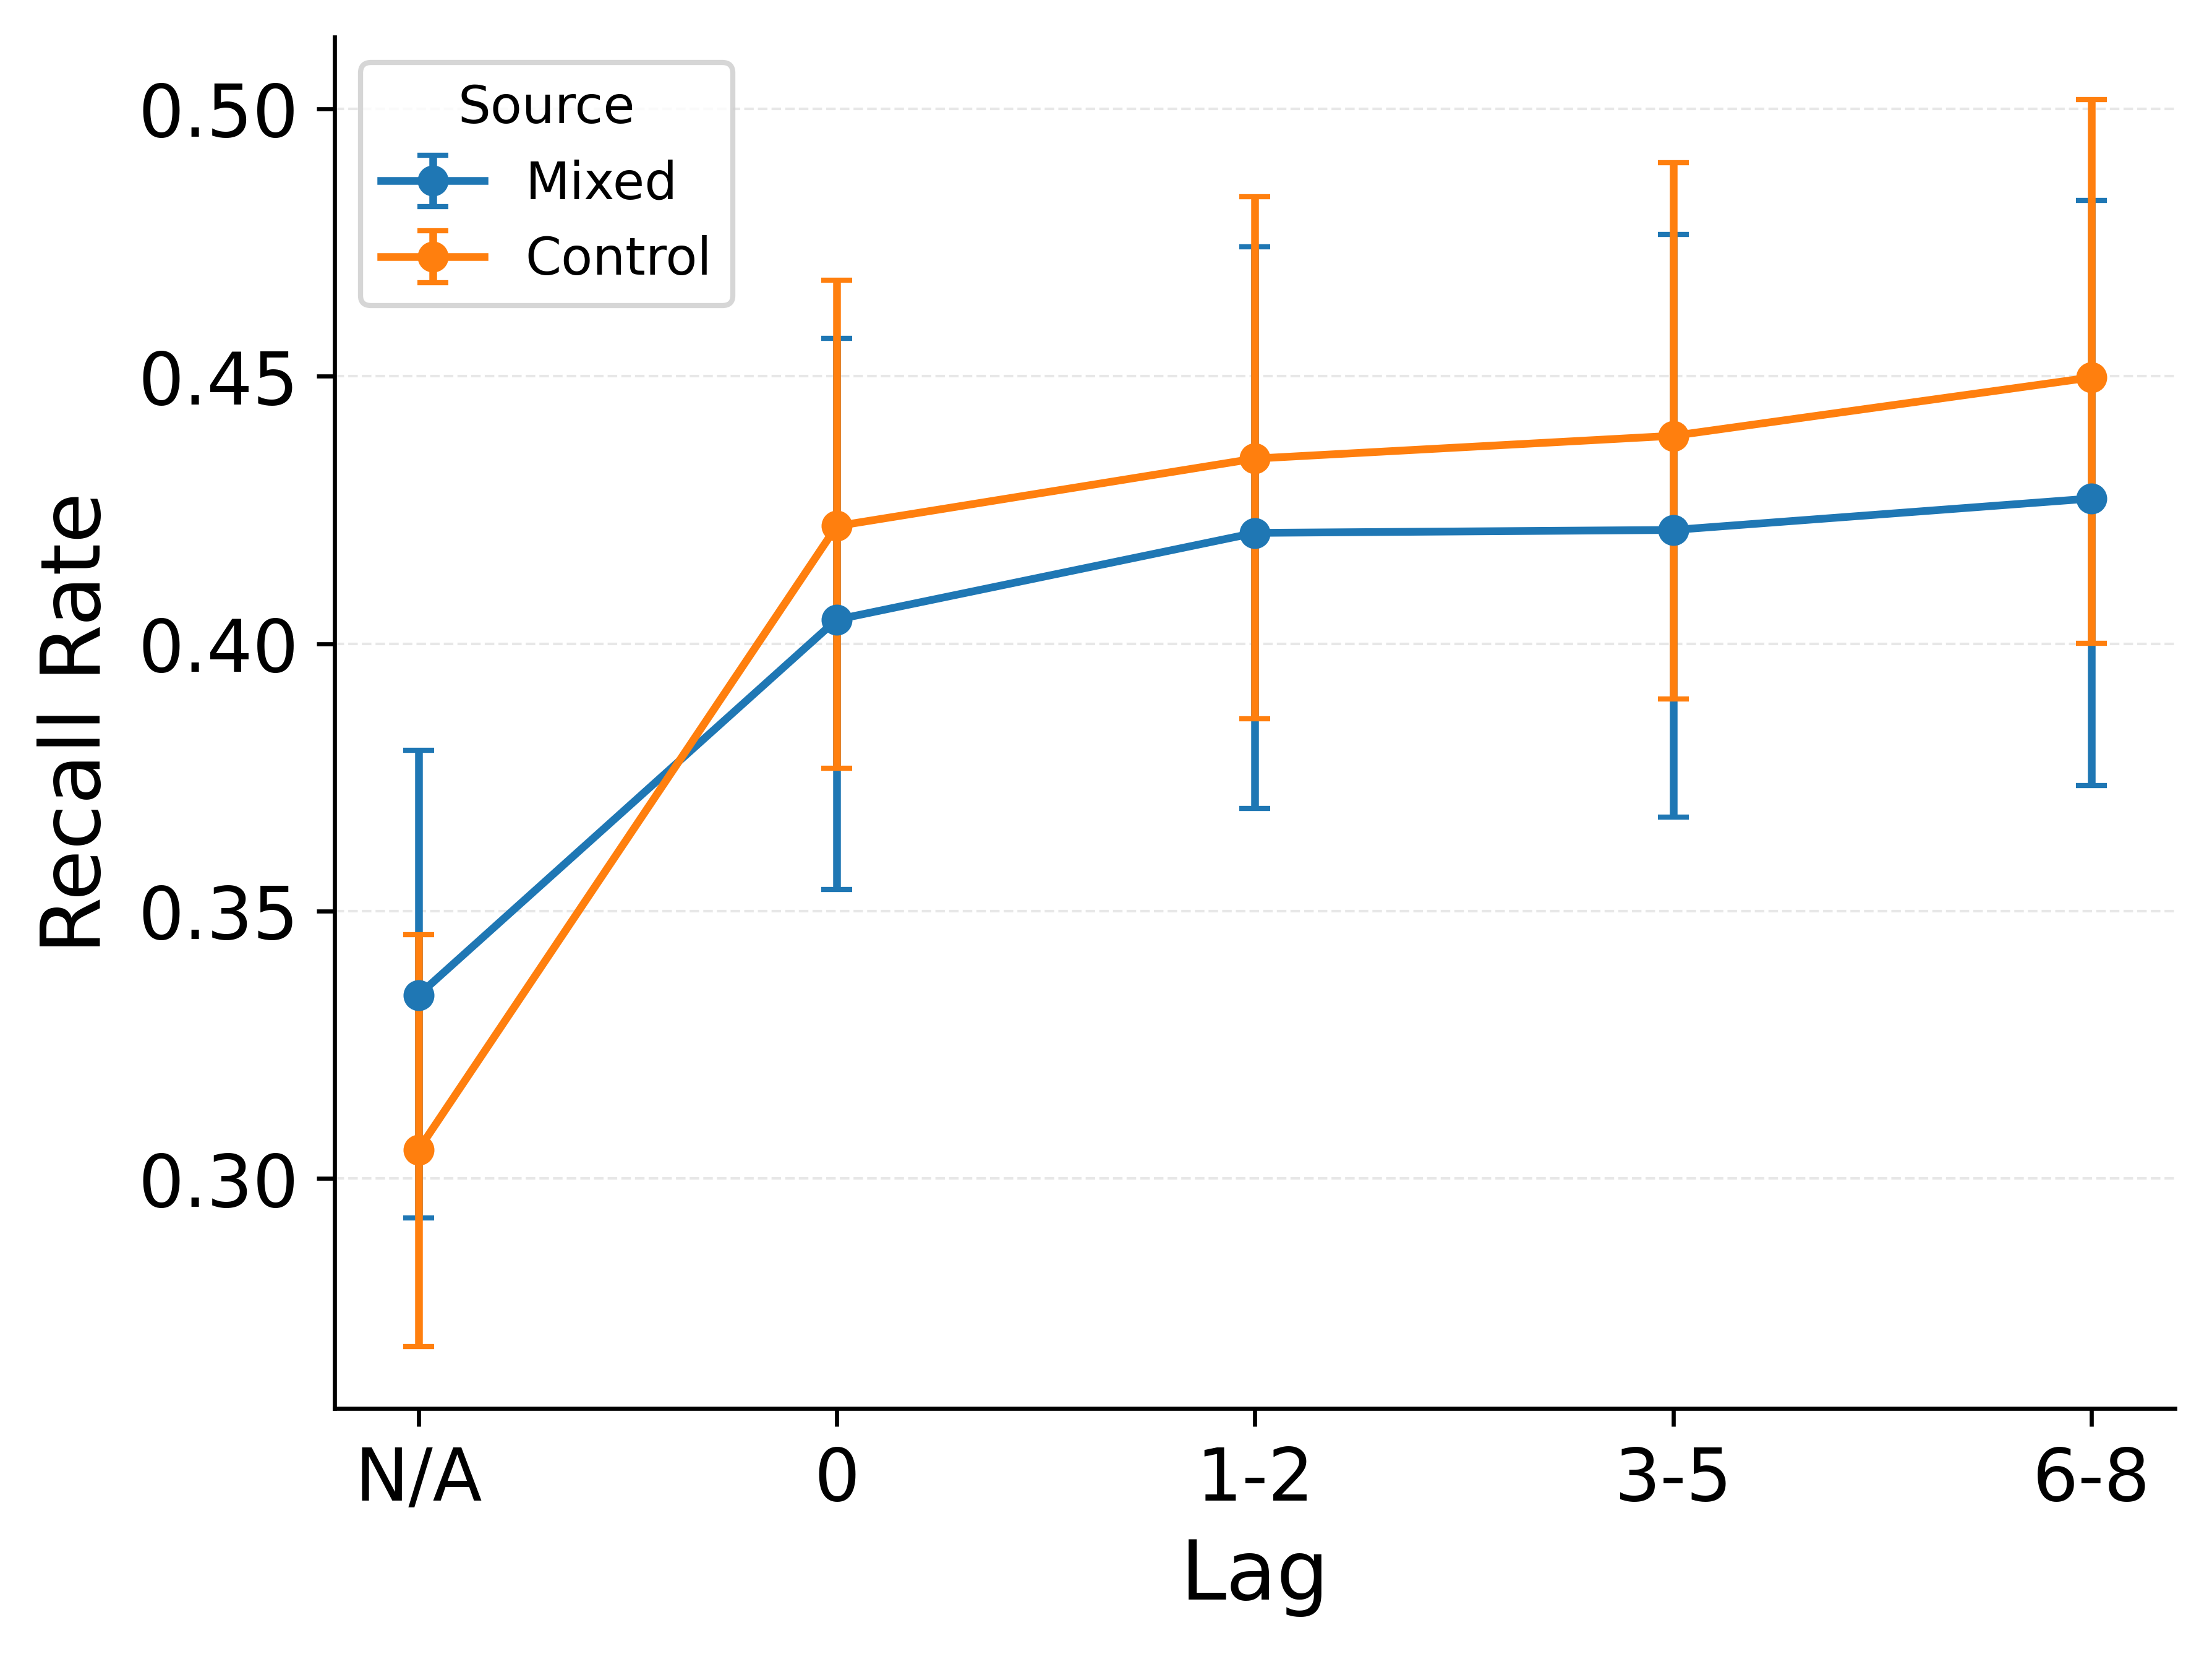 Source
Mixed
Control
0.50
0.45
0.40
0.35
0.30
Recall Rate
N/A
0
1-2
3-5
6-8
Lag